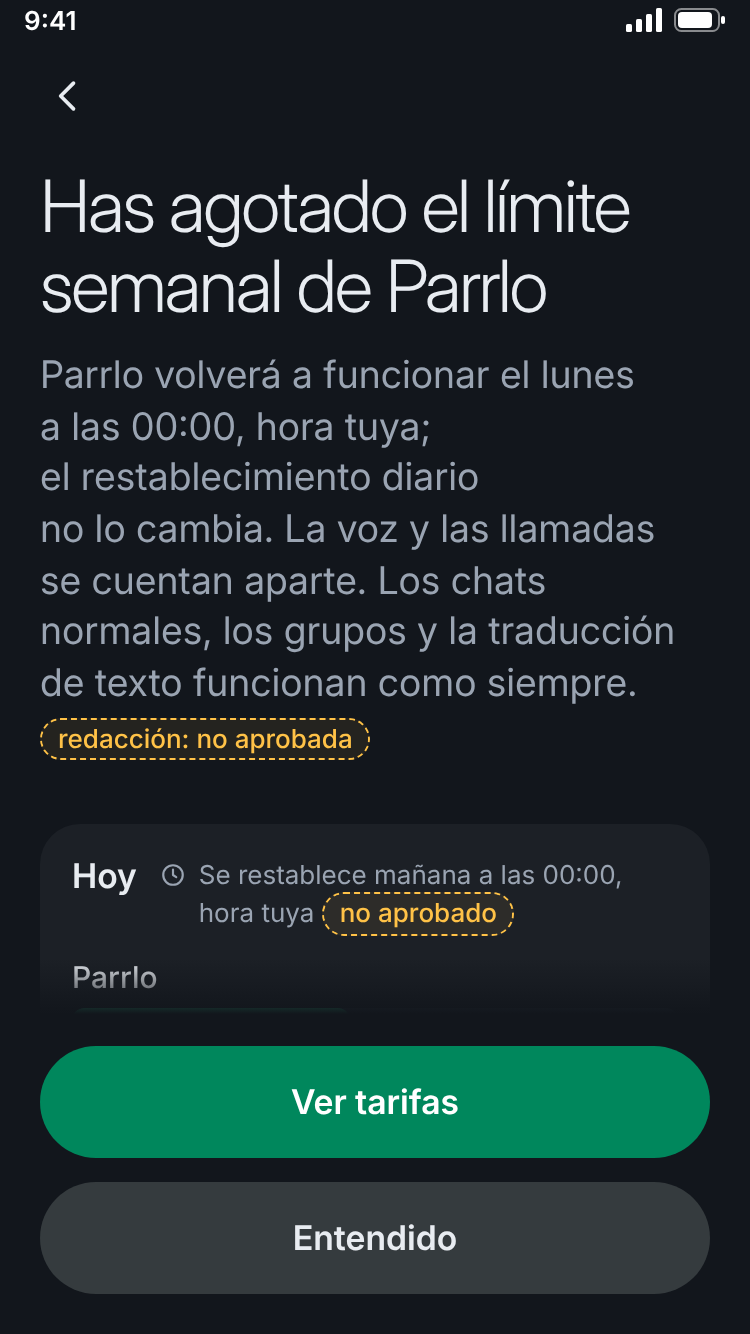 9:41
Has agotado el límite
semanal de Parrlo
Parrlo volverá a funcionar el lunes
a las 00:00, hora tuya;
el restablecimiento diario
no lo cambia. La voz y las llamadas
se cuentan aparte. Los chats
normales, los grupos y la traducción
de texto funcionan como siempre.
redacción: no aprobada
Hoy Se restablece mañana a las 00:00,
hora tuya no aprobado
Parrlo
Ver tarifas
Entendido